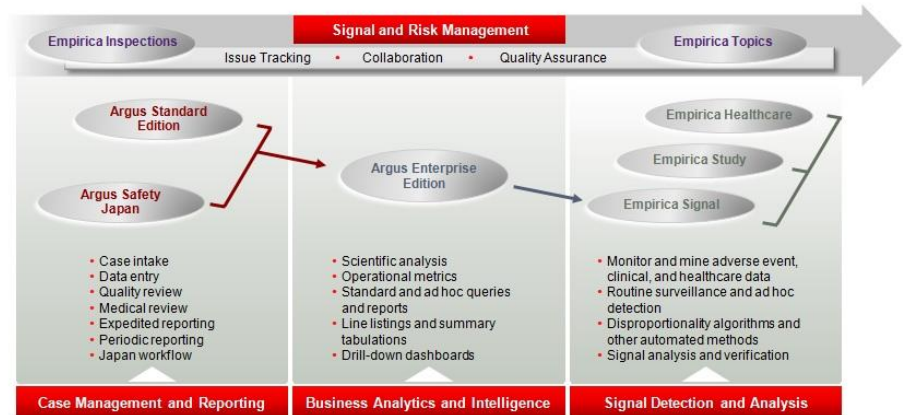 Signal and Risk Management
Empirica Inspections
Empirica Topics
Issue Tracking • Collaboration • Quality Assurance
Argus Standard
Edition
Argus Safety
Japan
• Case intake
• Data entry
• Quality review
• Medical review
• Expedited reporting
• Periodic reporting
• Japan workflow
Case Management and Reporting
Argus Enterprise
Edition
• Scientific analysis
• Operational metrics
• Standard and ad hoc queries
and reports
• Line listings and summary
tabulations
• Drill-down dashboards
Business Analytics and Intelligence
Empirica Healthcare
Empirica Study
Empirica Signal
• Monitor and mine adverse event,
clinical, and healthcare data
• Routine surveillance and ad hoc
detection
• Disproportionality algorithms and
other automated methods
• Signal analysis and verification
Signal Detection and Analysis